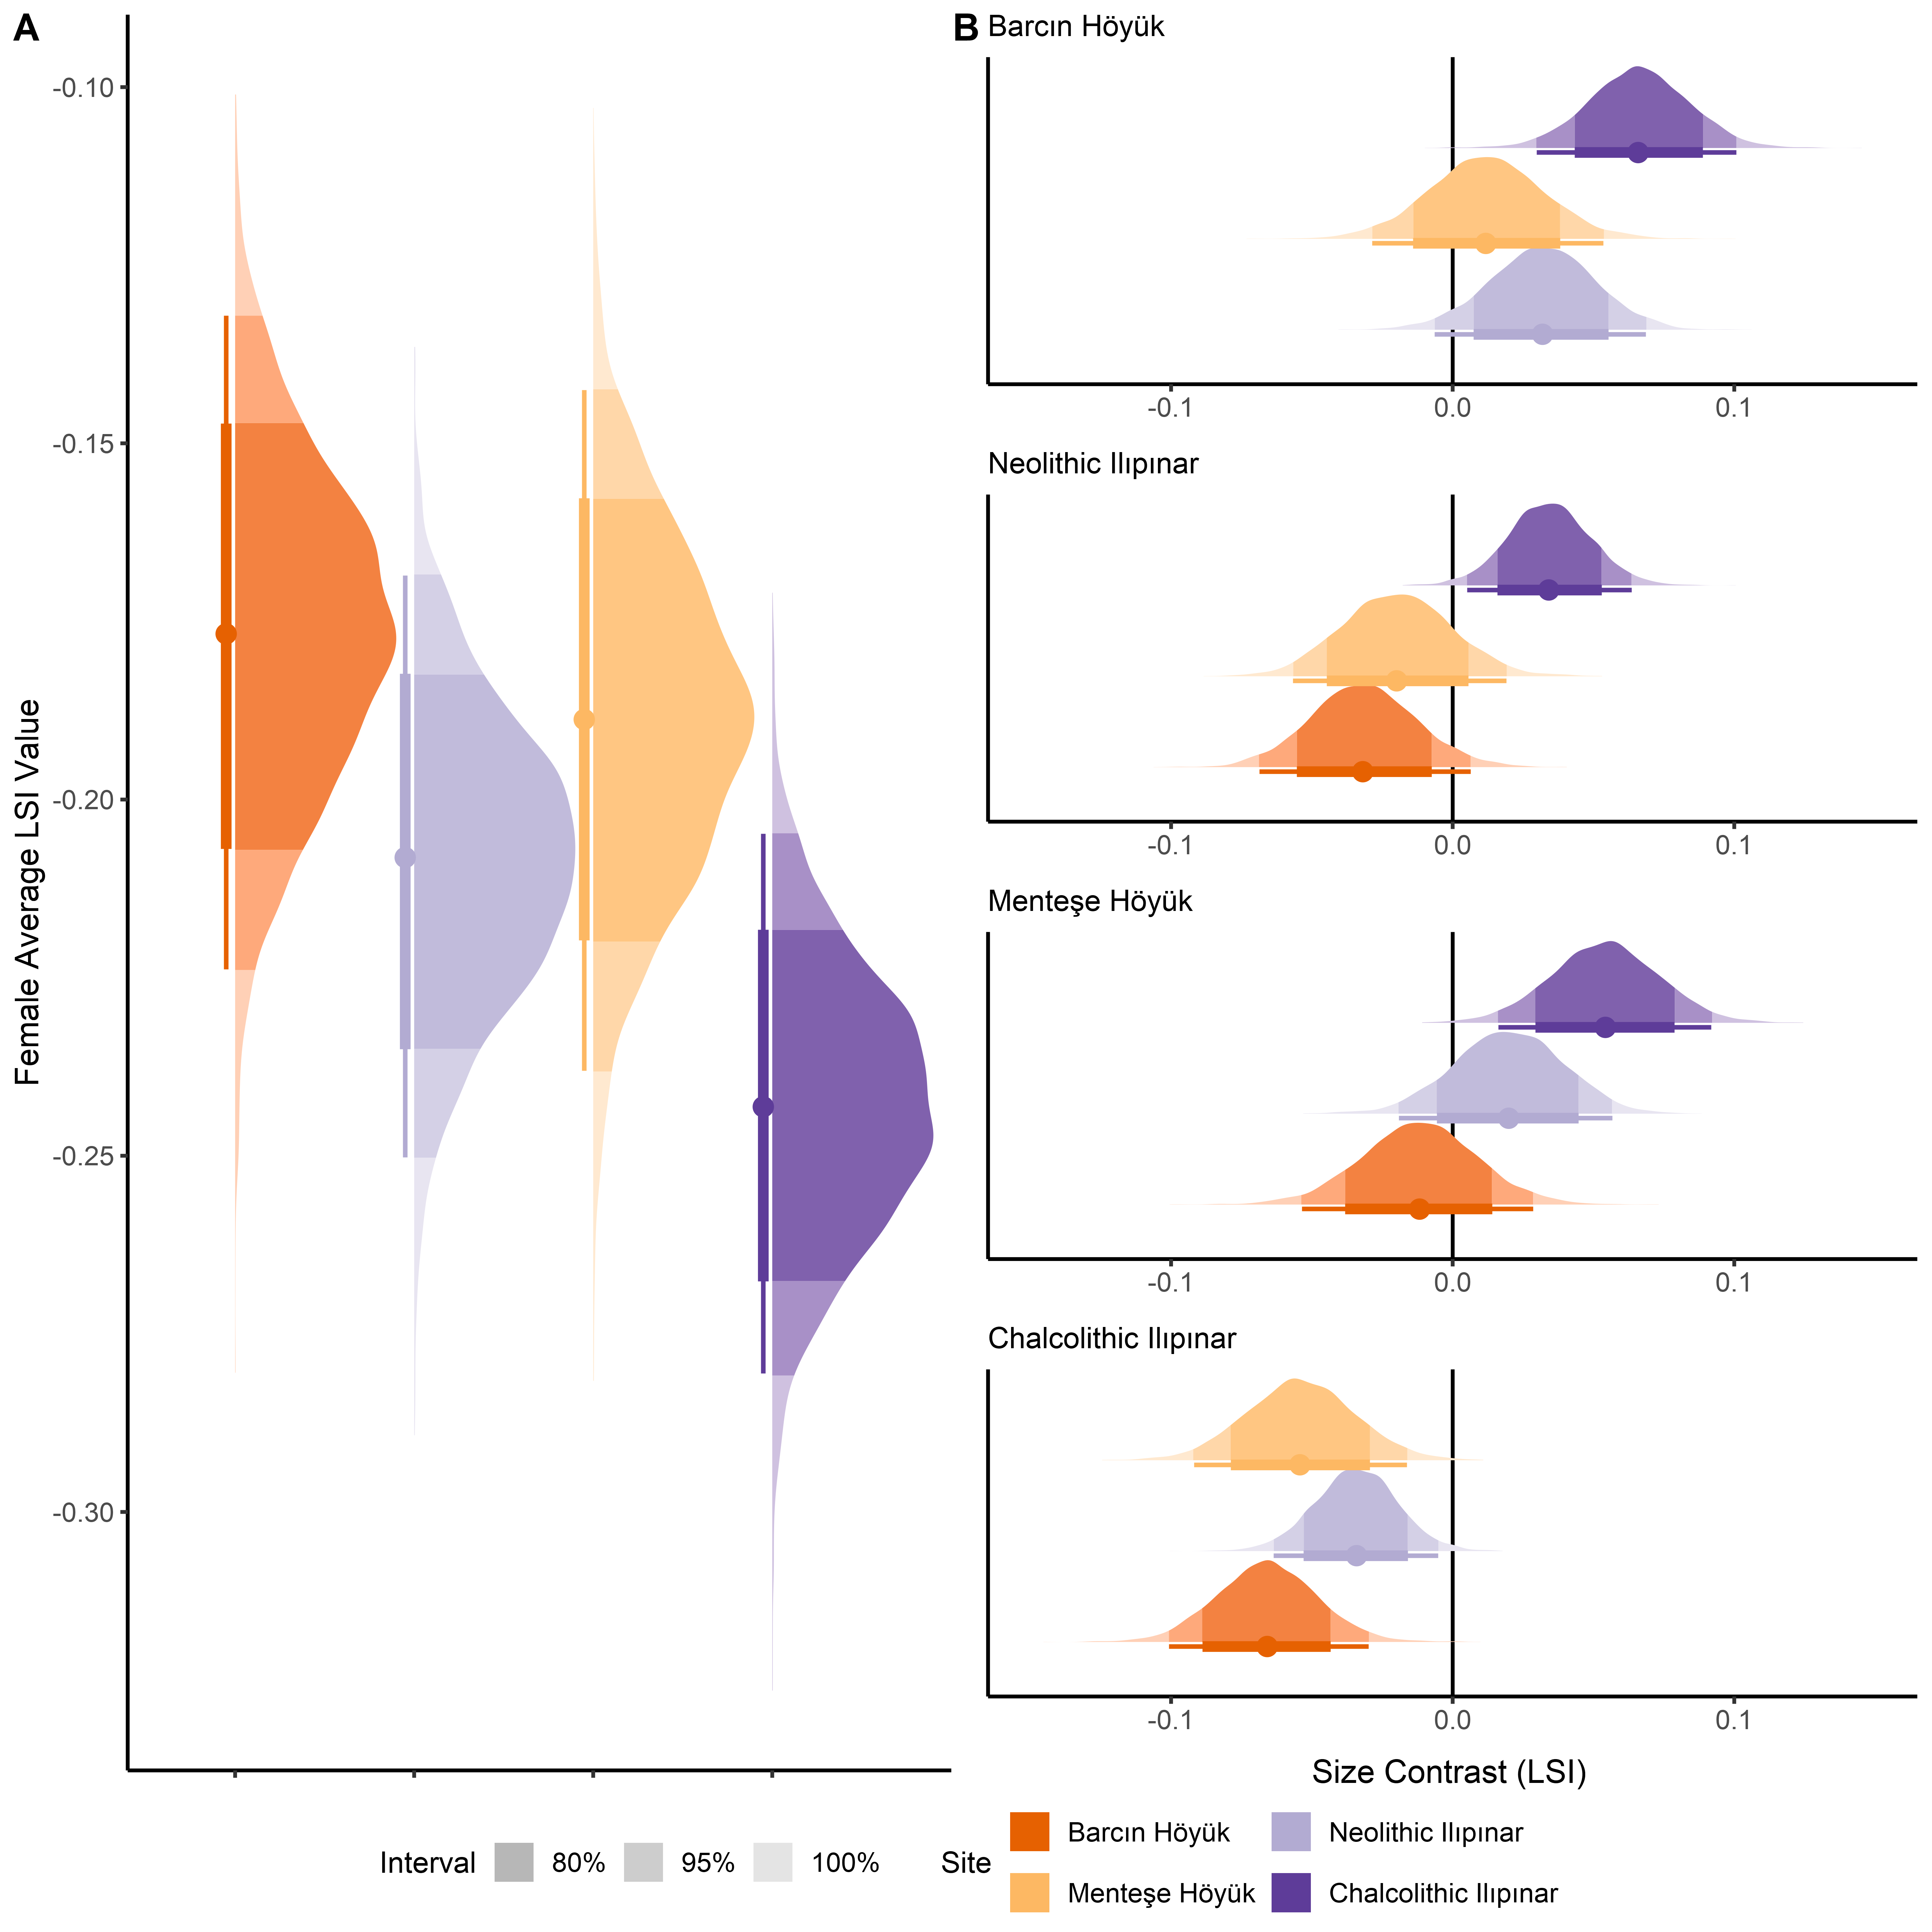 A
Female Average LSI Value
-0.10
-0.15
-0.20
-0.25
-0.30
B
Barcın Höyük
-0.1 0.0 0.1
Neolithic Ilıpınar
-0.1 0.0 0.1
Menteşe Höyük
-0.1 0.0 0.1
Chalcolithic Ilıpınar
-0.1 0.0 0.1
Size Contrast (LSI)
Interval 80% 95% 100%
Site
Barcın Höyük Neolithic Ilıpınar
Menteşe Höyük Chalcolithic Ilıpınar